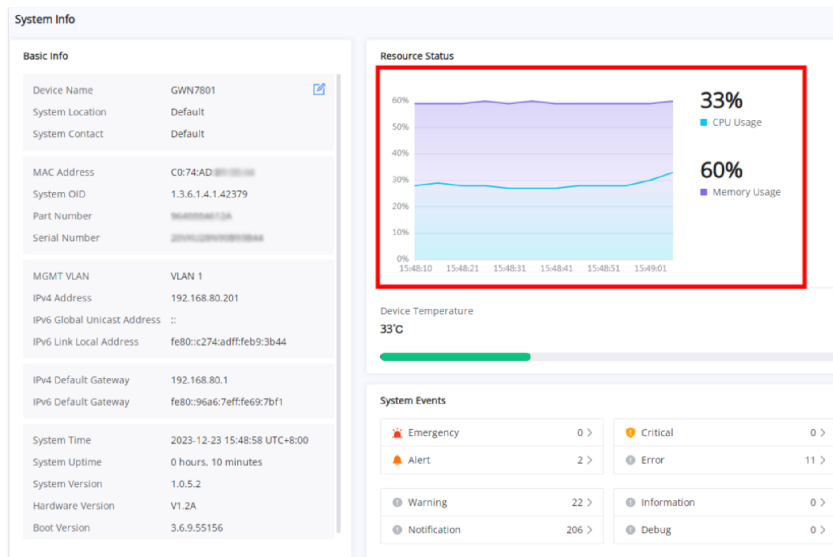 System Info
Basic Info
Device Name GWN7801
System Location Default
System Contact Default
MAC Address C0:74:AD:
System OID 1.3.6.1.4.1.42379
Part Number
Serial Number
MGMT VLAN VLAN 1
IPv4 Address 192.168.80.201
IPv6 Global Unicast Address ::
IPv6 Link Local Address fe80::c274:adff:feb9:3b44
IPv4 Default Gateway 192.168.80.1
IPv6 Default Gateway fe80::96a6:7eff:fe69:7bf1
System Time 2023-12-23 15:48:58 UTC+8:00
System Uptime 0 hours, 10 minutes
System Version 1.0.5.2
Hardware Version V1.2A
Boot Version 3.6.9.55156
Resource Status
60%
50%
40%
30%
20%
10%
0%
15:48:10 15:48:21 15:48:31 15:48:41 15:48:51 15:49:01
33%
CPU Usage
60%
Memory Usage
Device Temperature
33°C
System Events
Emergency 0 >
Critical 0 >
Alert 2 >
Error 11 >
Warning 22 >
Information 0 >
Notification 206 >
Debug 0 >